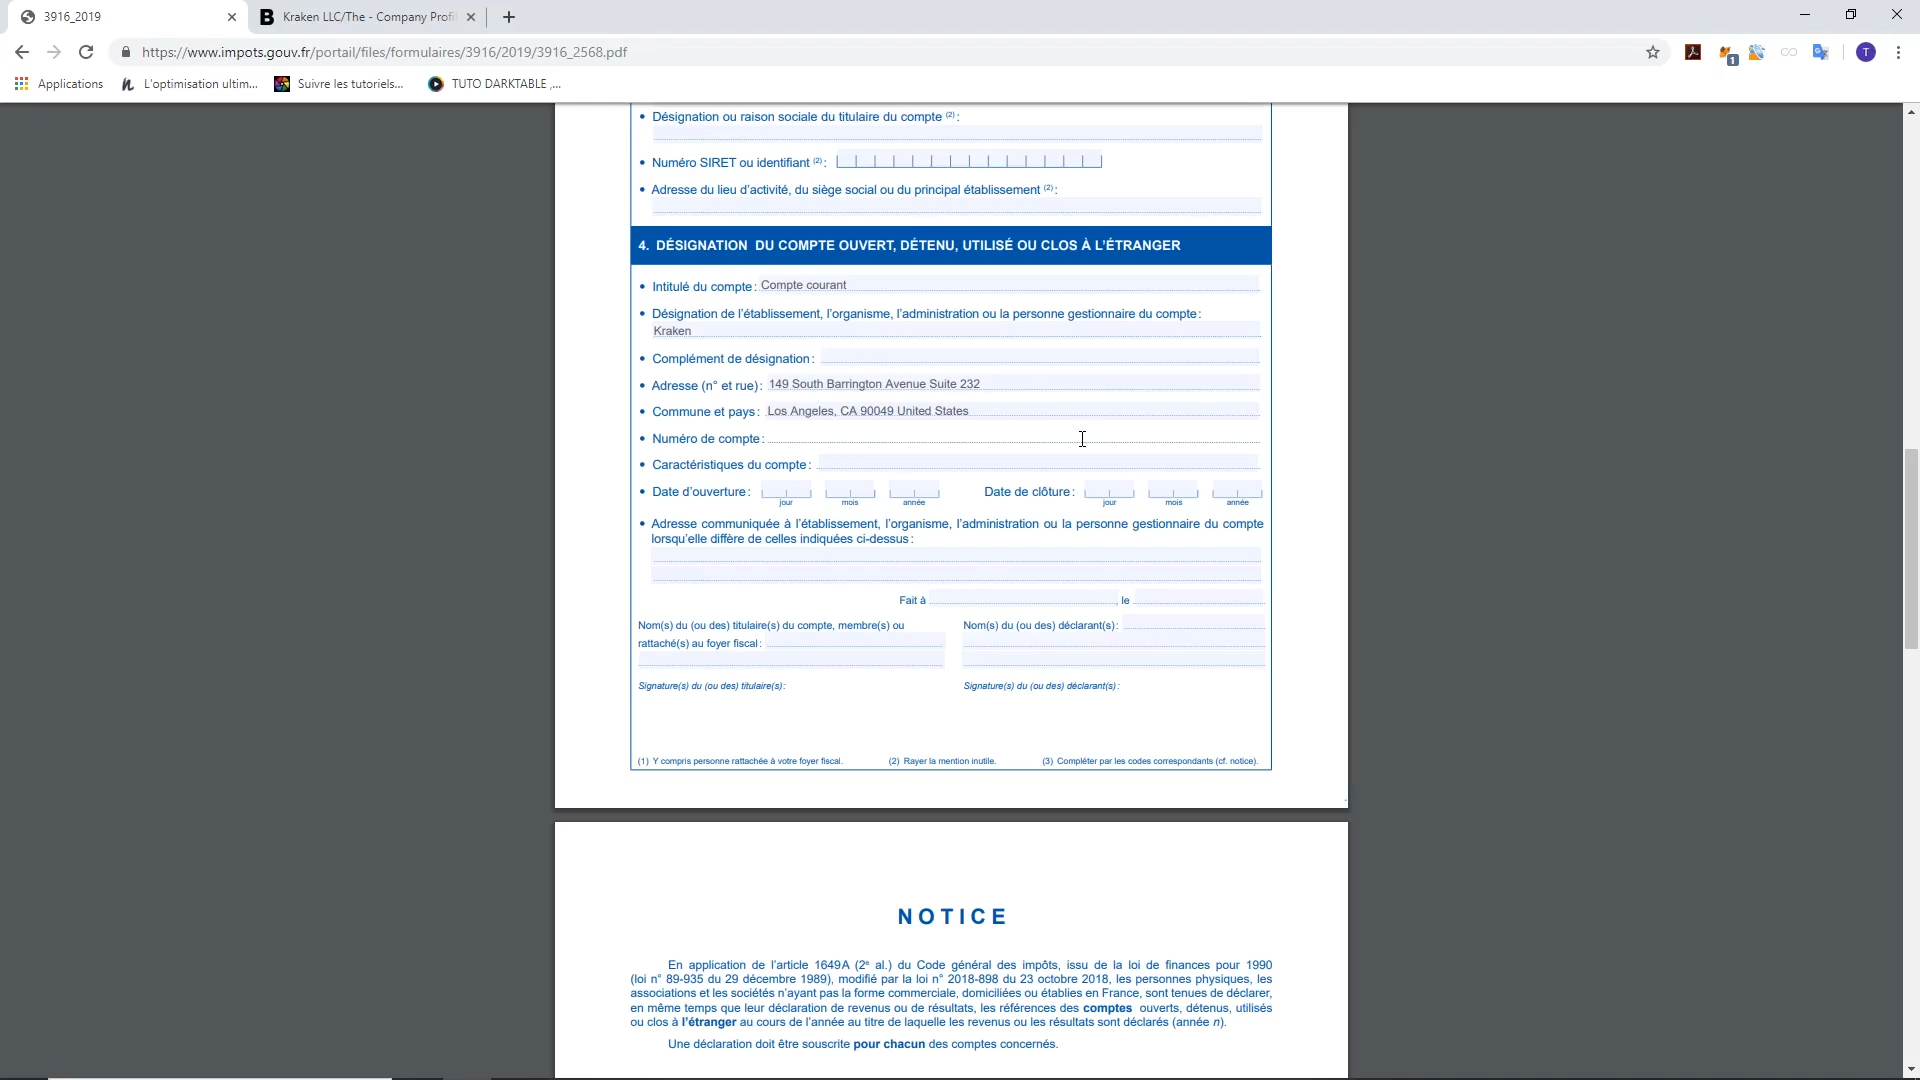 3916_2019
Kraken LLC/The - Company Profi
https://www.impots.gouv.fr/portail/files/formulaires/3916/2019/3916_2568.pdf
1
T
Applications
L'optimisation ultim...
Suivre les tutoriels...
TUTO DARKTABLE ,...
• Désignation ou raison sociale du titulaire du compte (2) :
• Numéro SIRET ou identifiant (2) :
• Adresse du lieu d'activité, du siège social ou du principal établissement (2) :
4. DÉSIGNATION DU COMPTE OUVERT, DÉTENU, UTILISÉ OU CLOS À L'ÉTRANGER
• Intitulé du compte : Compte courant
• Désignation de l'établissement, l'organisme, l'administration ou la personne gestionnaire du compte :
Kraken
• Complément de désignation :
• Adresse (n° et rue) : 149 South Barrington Avenue Suite 232
• Commune et pays : Los Angeles, CA 90049 United States
• Numéro de compte :
• Caractéristiques du compte :
• Date d'ouverture : jour mois année Date de clôture : jour mois année
• Adresse communiquée à l'établissement, l'organisme, l'administration ou la personne gestionnaire du compte
lorsqu'elle diffère de celles indiquées ci-dessus :
Fait à , le
Nom(s) du (ou des) titulaire(s) du compte, membre(s) ou
rattaché(s) au foyer fiscal :
Nom(s) du (ou des) déclarant(s) :
Signature(s) du (ou des) titulaire(s) :
Signature(s) du (ou des) déclarant(s) :
(1) Y compris personne rattachée à votre foyer fiscal. (2) Rayer la mention inutile. (3) Compléter par les codes correspondants (cf. notice).
NOTICE
En application de l'article 1649A (2e al.) du Code général des impôts, issu de la loi de finances pour 1990
(loi n° 89-935 du 29 décembre 1989), modifié par la loi n° 2018-898 du 23 octobre 2018, les personnes physiques, les
associations et les sociétés n'ayant pas la forme commerciale, domiciliées ou établies en France, sont tenues de déclarer,
en même temps que leur déclaration de revenus ou de résultats, les références des comptes ouverts, détenus, utilisés
ou clos à l'étranger au cours de l'année au titre de laquelle les revenus ou les résultats sont déclarés (année n).
Une déclaration doit être souscrite pour chacun des comptes concernés.